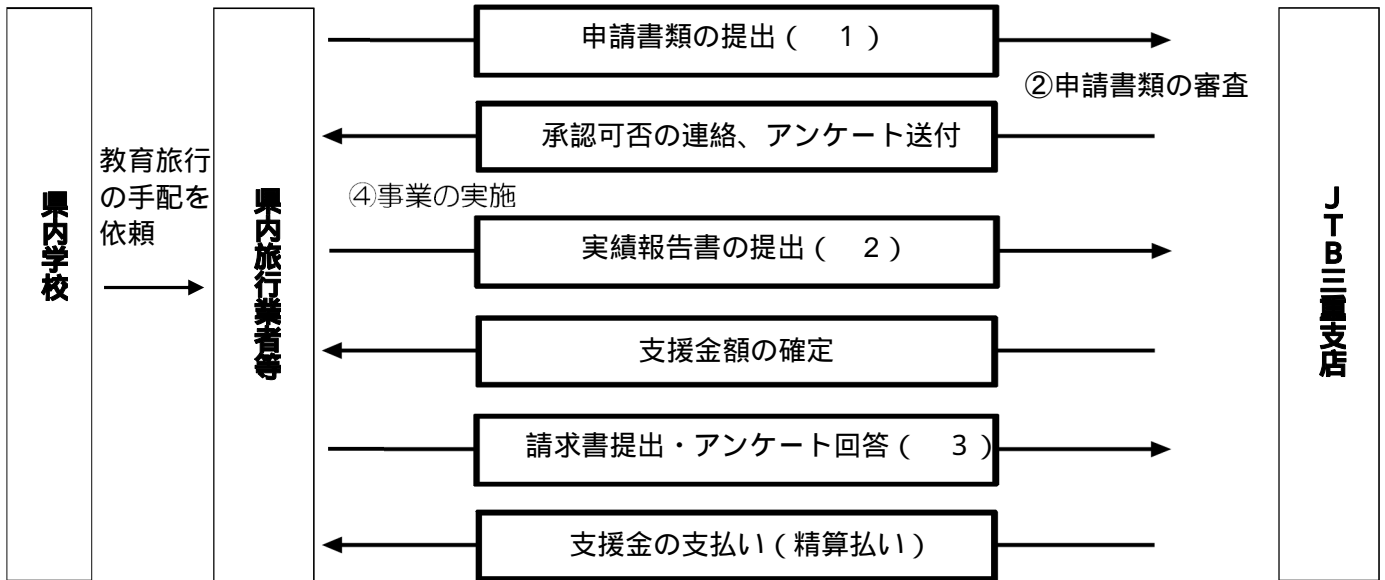 申請書類の提出（　１）
②申請書類の審査
承認可否の連絡、アンケート送付
教育旅行
の手配を
依頼
④事業の実施
県内学校
県内旅行業者等
ＪＴＢ三重支店
実績報告書の提出（　２）
支援金額の確定
請求書提出・アンケート回答（　３）
支援金の支払い（精算払い）